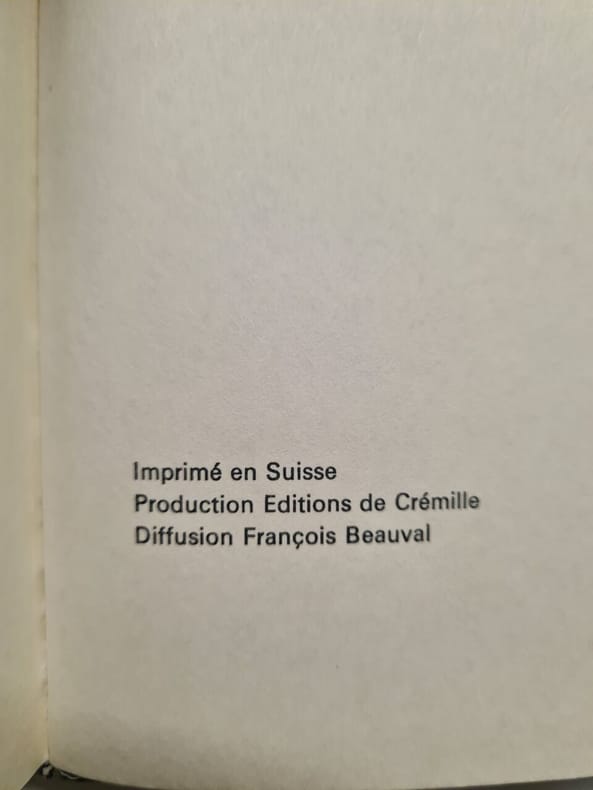 Imprimé en Suisse
Production Editions de Crémille
Diffusion François Beauval